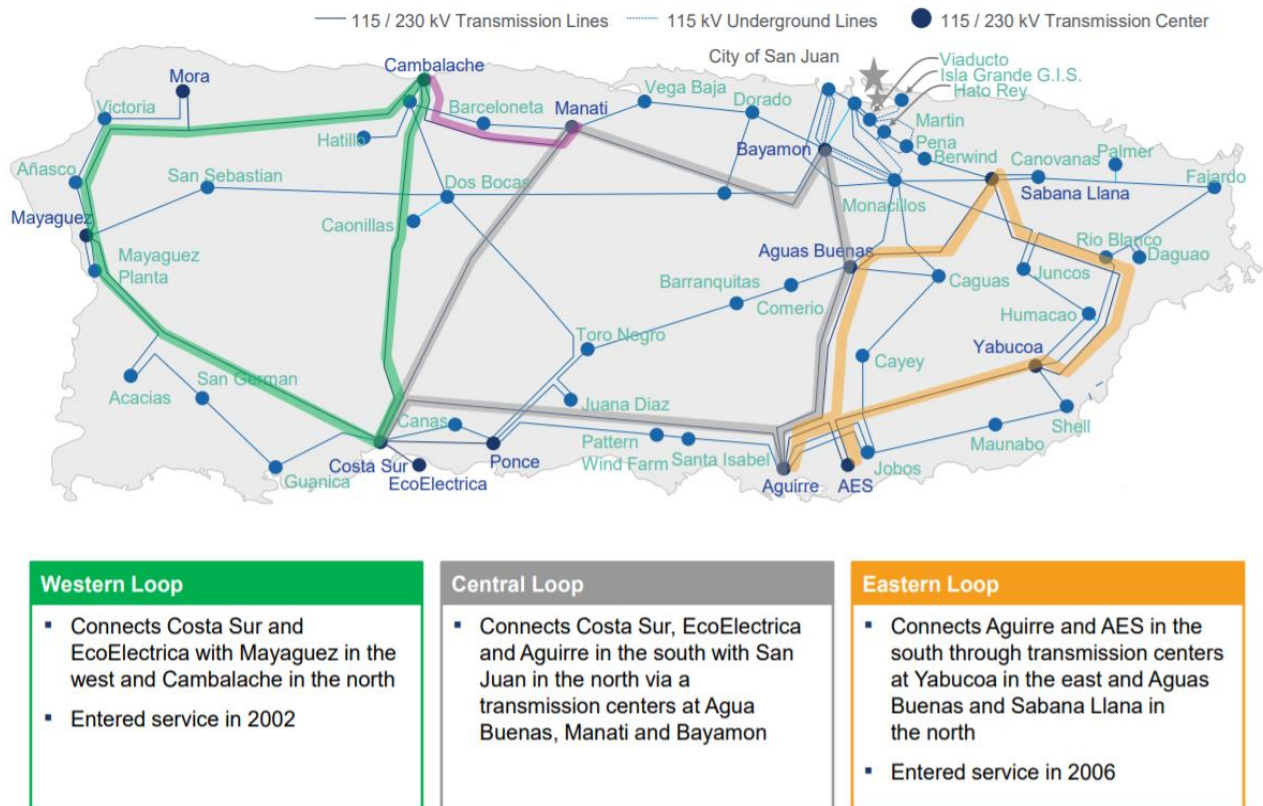 115 / 230 kV Transmission Lines
115 kV Underground Lines
115 / 230 kV Transmission Center
City of San Juan
Viaducto
Isla Grande G.I.S.
Hato Rey
Cambalache
Mora
Victoria
Barceloneta
Manati
Vega Baja
Dorado
Martin
Hatillo
Bayamon
Pena
Berwind
Canovanas
Palmer
Añasco
San Sebastian
Dos Bocas
Monacillos
Sabana Llana
Fajardo
Mayaguez
Caonillas
Mayaguez
Planta
Aguas Buenas
Rio Blanco
Daguao
Barranquitas
Caguas
Juncos
Comerio
Humacao
Toro Negro
Yabucoa
Cayey
Acacias
San German
Juana Diaz
Canas
Shell
Pattern
Wind Farm
Santa Isabel
Maunabo
Costa Sur
Ponce
Jobos
Guanica
EcoElectrica
Aguirre
AES
Western Loop
▪ Connects Costa Sur and
EcoElectrica with Mayaguez in the
west and Cambalache in the north
▪ Entered service in 2002
Central Loop
▪ Connects Costa Sur, EcoElectrica
and Aguirre in the south with San
Juan in the north via a
transmission centers at Agua
Buenas, Manati and Bayamon
Eastern Loop
▪ Connects Aguirre and AES in the
south through transmission centers
at Yabucoa in the east and Aguas
Buenas and Sabana Llana in
the north
▪ Entered service in 2006